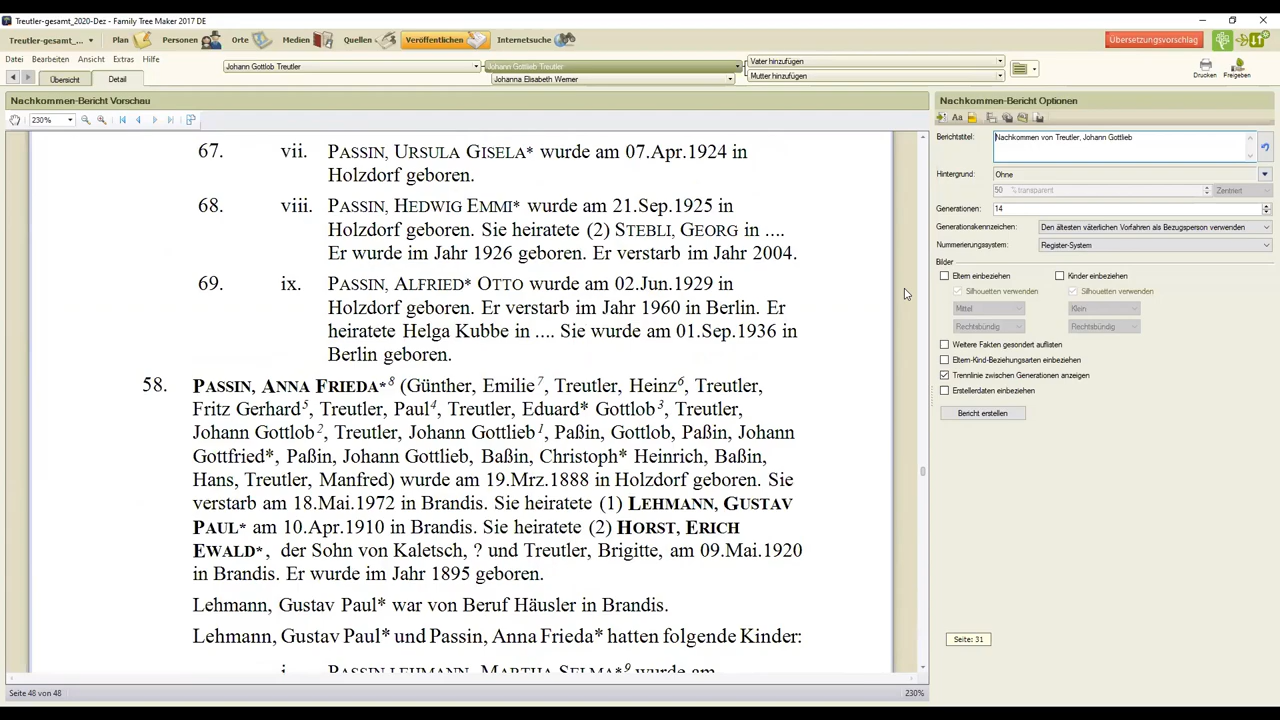 Treutler-gesamt_2020-Dez - Family Tree Maker 2017 DE
Treutler-gesamt_... Plan Personen Orte Medien Quellen Veröffentlichen Internetsuche Übersetzungsvorschlag
Datei Bearbeiten Ansicht Extras Hilfe
Johann Gottlob Treutler Johann Gottlieb Treutler Vater hinzufügen
Übersicht Detail Johanna Elisabeth Werner Mutter hinzufügen Drucken Freigeben
Nachkommen-Bericht Vorschau
230%
67. vii. PASSIN, URSULA GISELA* wurde am 07.Apr.1924 in
Holzdorf geboren.
68. viii. PASSIN, HEDWIG EMMI* wurde am 21.Sep.1925 in
Holzdorf geboren. Sie heiratete (2) STEBLI, GEORG in ....
Er wurde im Jahr 1926 geboren. Er verstarb im Jahr 2004.
69. ix. PASSIN, ALFRIED* OTTO wurde am 02.Jun.1929 in
Holzdorf geboren. Er verstarb im Jahr 1960 in Berlin. Er
heiratete Helga Kubbe in .... Sie wurde am 01.Sep.1936 in
Berlin geboren.
58. PASSIN, ANNA FRIEDA*8 (Günther, Emilie7, Treutler, Heinz6, Treutler,
Fritz Gerhard5, Treutler, Paul4, Treutler, Eduard* Gottlob3, Treutler,
Johann Gottlob2, Treutler, Johann Gottlieb1, Paßin, Gottlob, Paßin, Johann
Gottfried*, Paßin, Johann Gottlieb, Baßin, Christoph* Heinrich, Baßin,
Hans, Treutler, Manfred) wurde am 19.Mrz.1888 in Holzdorf geboren. Sie
verstarb am 18.Mai.1972 in Brandis. Sie heiratete (1) LEHMANN, GUSTAV
PAUL* am 10.Apr.1910 in Brandis. Sie heiratete (2) HORST, ERICH
EWALD*, der Sohn von Kaletsch, ? und Treutler, Brigitte, am 09.Mai.1920
in Brandis. Er wurde im Jahr 1895 geboren.
Lehmann, Gustav Paul* war von Beruf Häusler in Brandis.
Lehmann, Gustav Paul* und Passin, Anna Frieda* hatten folgende Kinder:
i. PASSIN LEHMANN, MARTHA SELMA*9 wurde am
Seite 48 von 48 230%
Nachkommen-Bericht Optionen
Aa
Berichtstitel: Nachkommen von Treutler, Johann Gottlieb
Hintergrund: Ohne
50 % transparent Zentriert
Generationen: 14
Generationskennzeichen: Den ältesten väterlichen Vorfahren als Bezugsperson verwenden
Nummerierungssystem: Register-System
Bilder
Eltern einbeziehen Kinder einbeziehen
Silhouetten verwenden Silhouetten verwenden
Mittel Klein
Rechtsbündig Rechtsbündig
Weitere Fakten gesondert auflisten
Eltern-Kind-Beziehungsarten einbeziehen
Trennlinie zwischen Generationen anzeigen
Erstellerdaten einbeziehen
Bericht erstellen
Seite: 31